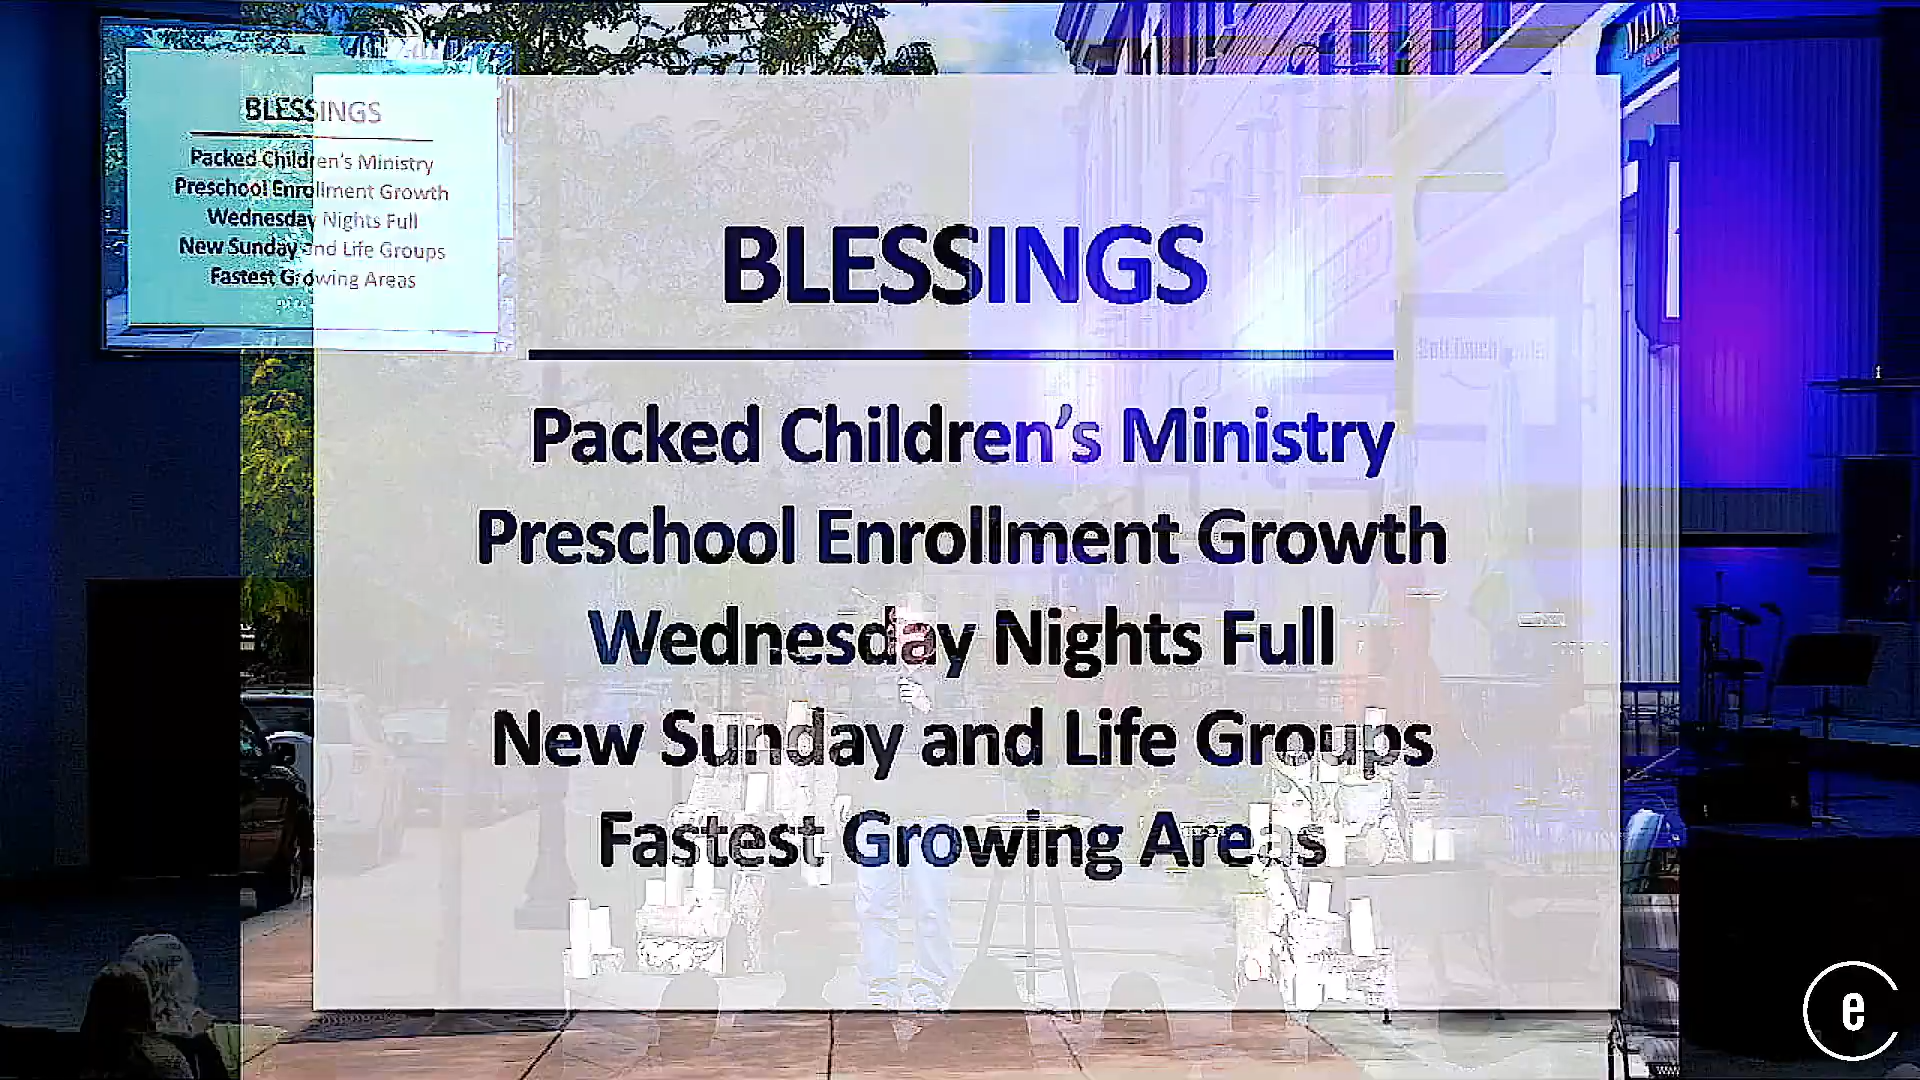 BLESSINGS
Packed Children's Ministry
Preschool Enrollment Growth
Wednesday Nights Full
New Sunday and Life Groups
Fastest Growing Areas
BLESSINGS
Packed Children’s Ministry
Preschool Enrollment Growth
Wednesday Nights Full
New Sunday and Life Groups
Fastest Growing Areas
e